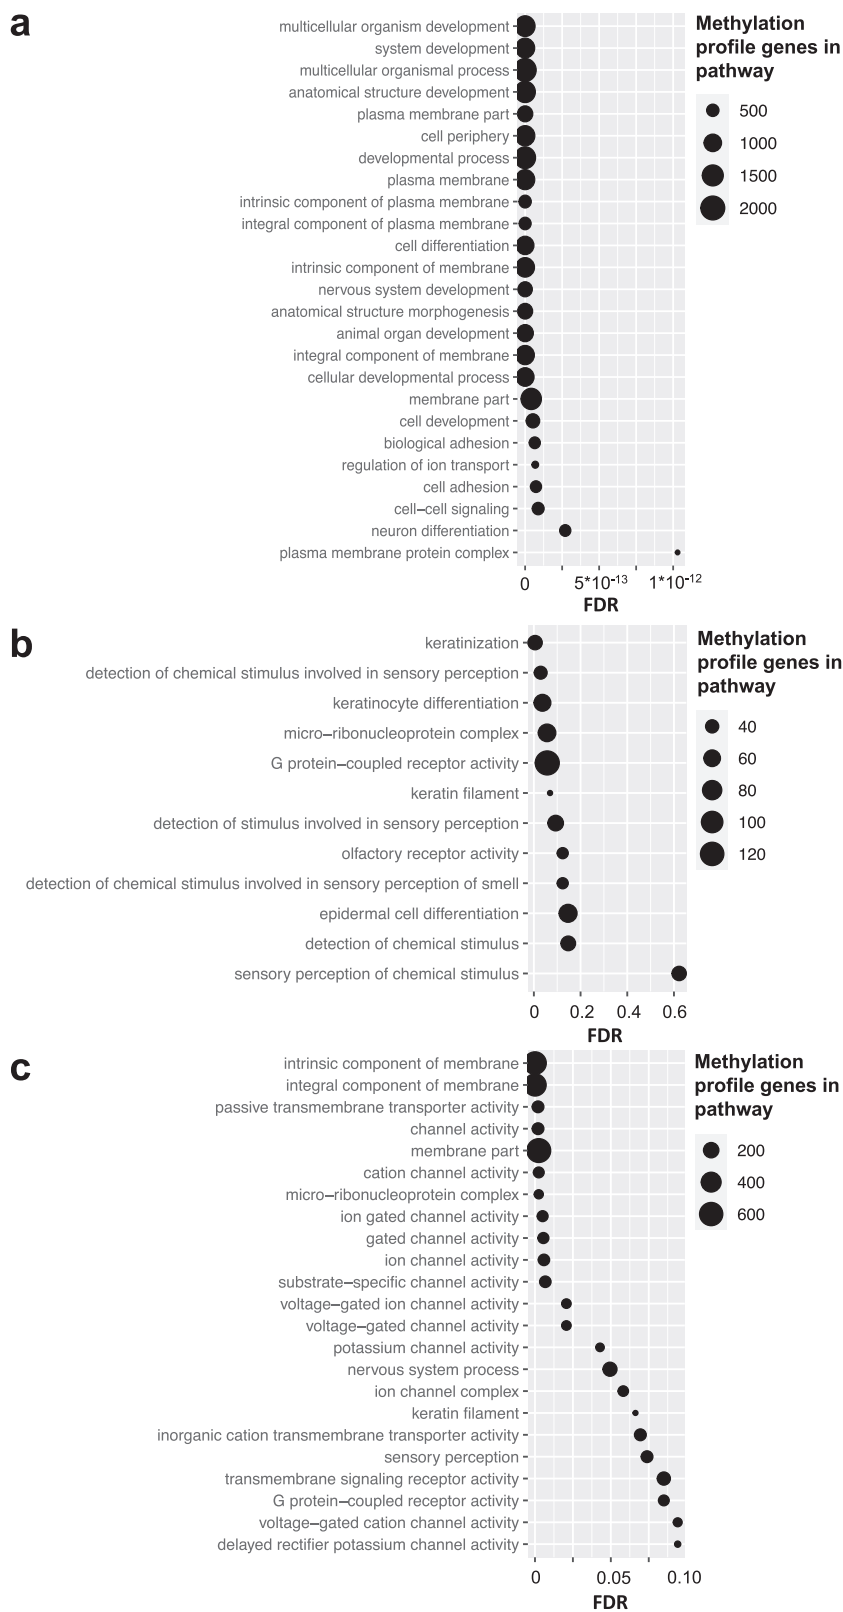 a
multicellular organism development
system development
multicellular organismal process
anatomical structure development
plasma membrane part
cell periphery
developmental process
plasma membrane
intrinsic component of plasma membrane
integral component of plasma membrane
cell differentiation
intrinsic component of membrane
nervous system development
anatomical structure morphogenesis
animal organ development
integral component of membrane
cellular developmental process
membrane part
cell development
biological adhesion
regulation of ion transport
cell adhesion
cell–cell signaling
neuron differentiation
plasma membrane protein complex
0 5*10⁻¹³ 1*10⁻¹²
FDR
Methylation
profile genes in
pathway
500
1000
1500
2000
b
keratinization
detection of chemical stimulus involved in sensory perception
keratinocyte differentiation
micro–ribonucleoprotein complex
G protein–coupled receptor activity
keratin filament
detection of stimulus involved in sensory perception
olfactory receptor activity
detection of chemical stimulus involved in sensory perception of smell
epidermal cell differentiation
detection of chemical stimulus
sensory perception of chemical stimulus
0 0.2 0.4 0.6
FDR
Methylation
profile genes in
pathway
40
60
80
100
120
c
intrinsic component of membrane
integral component of membrane
passive transmembrane transporter activity
channel activity
membrane part
cation channel activity
micro–ribonucleoprotein complex
ion gated channel activity
gated channel activity
ion channel activity
substrate–specific channel activity
voltage–gated ion channel activity
voltage–gated channel activity
potassium channel activity
nervous system process
ion channel complex
keratin filament
inorganic cation transmembrane transporter activity
sensory perception
transmembrane signaling receptor activity
G protein–coupled receptor activity
voltage–gated cation channel activity
delayed rectifier potassium channel activity
0 0.05 0.10
FDR
Methylation
profile genes in
pathway
200
400
600